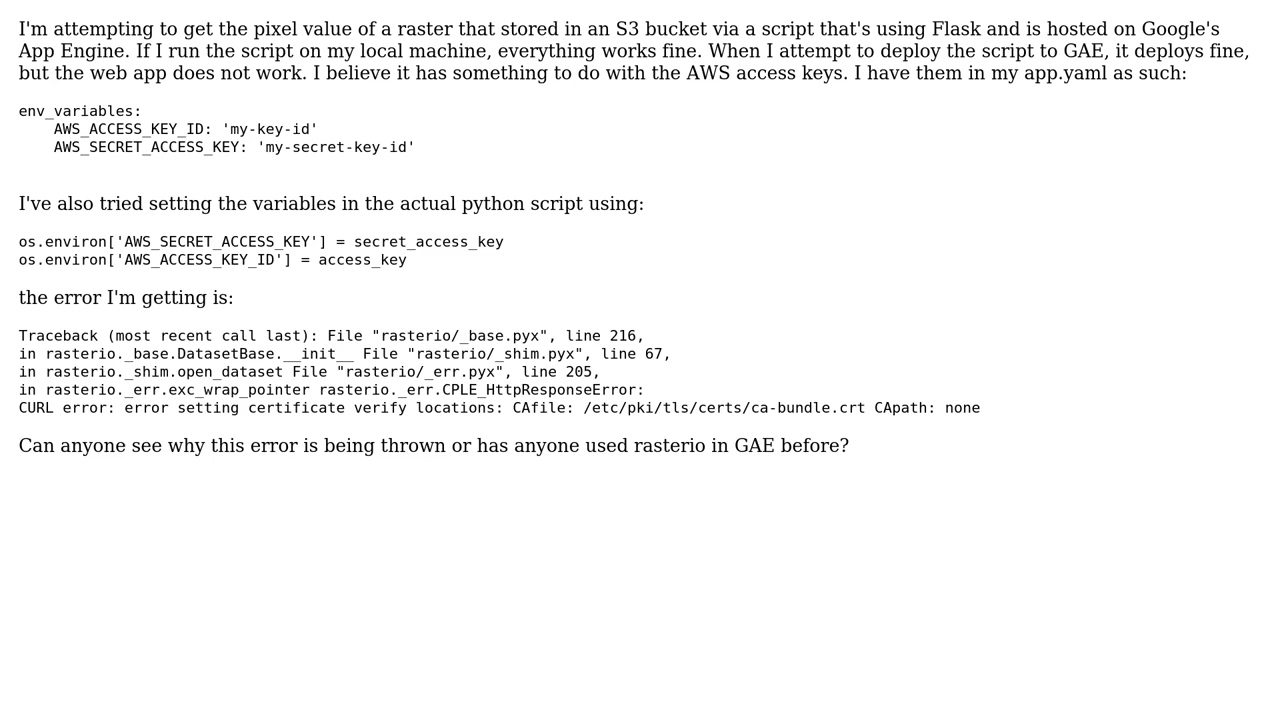 I'm attempting to get the pixel value of a raster that stored in an S3 bucket via a script that's using Flask and is hosted on Google's
App Engine. If I run the script on my local machine, everything works fine. When I attempt to deploy the script to GAE, it deploys fine,
but the web app does not work. I believe it has something to do with the AWS access keys. I have them in my app.yaml as such:
env_variables:
    AWS_ACCESS_KEY_ID: 'my-key-id'
    AWS_SECRET_ACCESS_KEY: 'my-secret-key-id'
I've also tried setting the variables in the actual python script using:
os.environ['AWS_SECRET_ACCESS_KEY'] = secret_access_key
os.environ['AWS_ACCESS_KEY_ID'] = access_key
the error I'm getting is:
Traceback (most recent call last): File "rasterio/_base.pyx", line 216,
in rasterio._base.DatasetBase.__init__ File "rasterio/_shim.pyx", line 67,
in rasterio._shim.open_dataset File "rasterio/_err.pyx", line 205,
in rasterio._err.exc_wrap_pointer rasterio._err.CPLE_HttpResponseError:
CURL error: error setting certificate verify locations: CAfile: /etc/pki/tls/certs/ca-bundle.crt CApath: none
Can anyone see why this error is being thrown or has anyone used rasterio in GAE before?